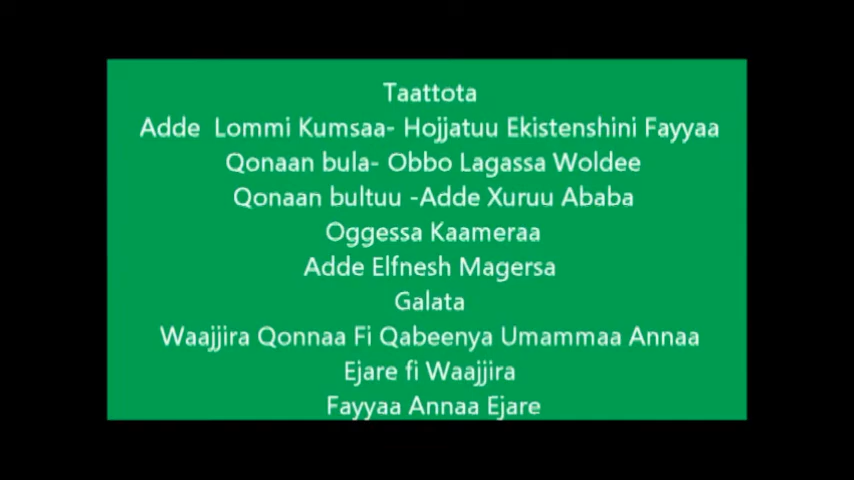 Taattota
Adde Lommi Kumsaa- Hojjatuu Ekistenshini Fayyaa
Qonaan bula- Obbo Lagassa Woldee
Qonaan bultuu -Adde Xuruu Ababa
Oggessa Kaameraa
Adde Elfnesh Magersa
Galata
Waajjira Qonnaa Fi Qabeenya Umammaa Annaa
Ejare fi Waajjira
Fayyaa Annaa Ejare